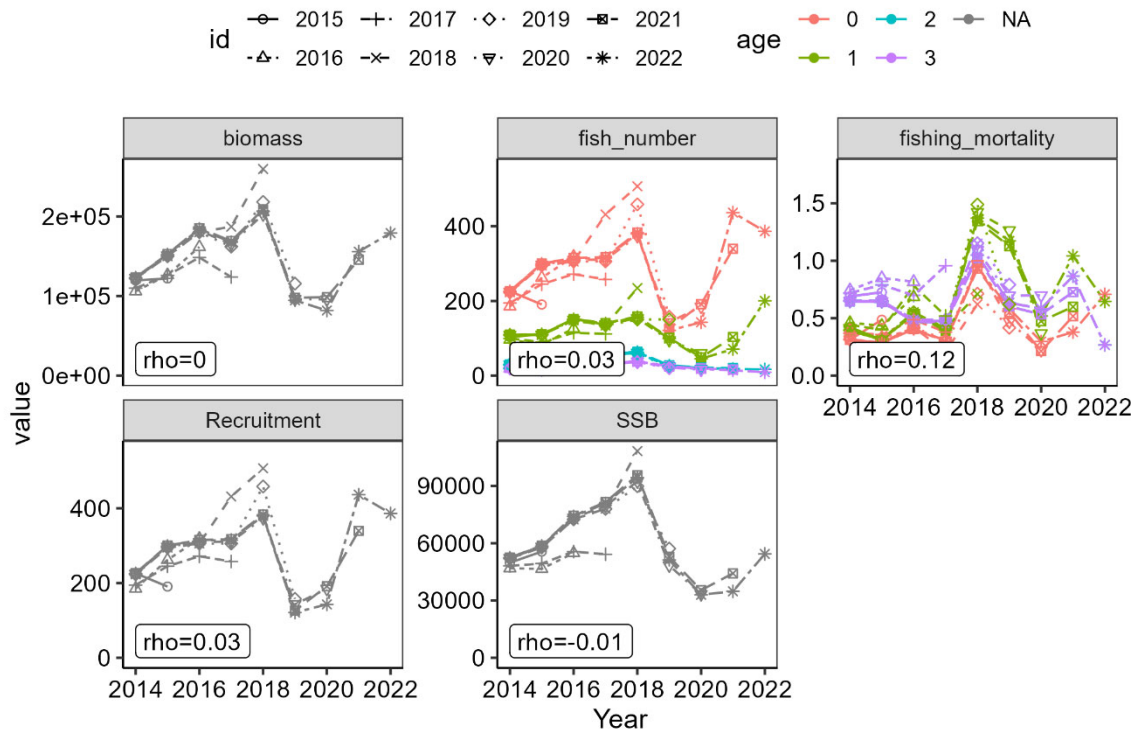 id
2015
2017
2019
2021
2016
2018
2020
2022
age
0
2
NA
1
3
biomass
fish_number
fishing_mortality
2e+05
1e+05
0e+00
rho=0
400
200
0
rho=0.03
1.5
1.0
0.5
0.0
rho=0.12
2014 2016 2018 2020 2022
value
Recruitment
SSB
400
200
0
rho=0.03
90000
60000
30000
0
rho=-0.01
2014 2016 2018 2020 2022
2014 2016 2018 2020 2022
Year